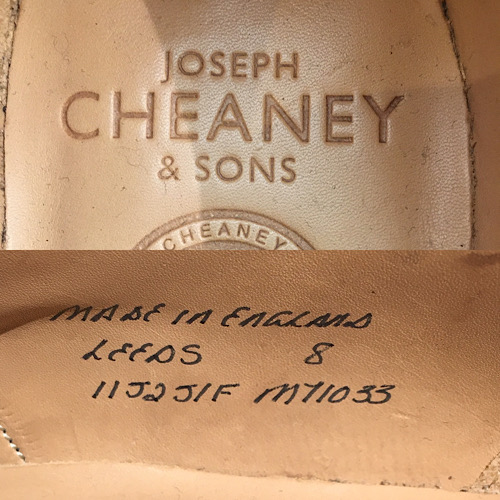 JOSEPH
CHEANEY
& SONS
CHEANEY
MADE IN ENGLAND
LEEDS 8
11J2J1F M71033